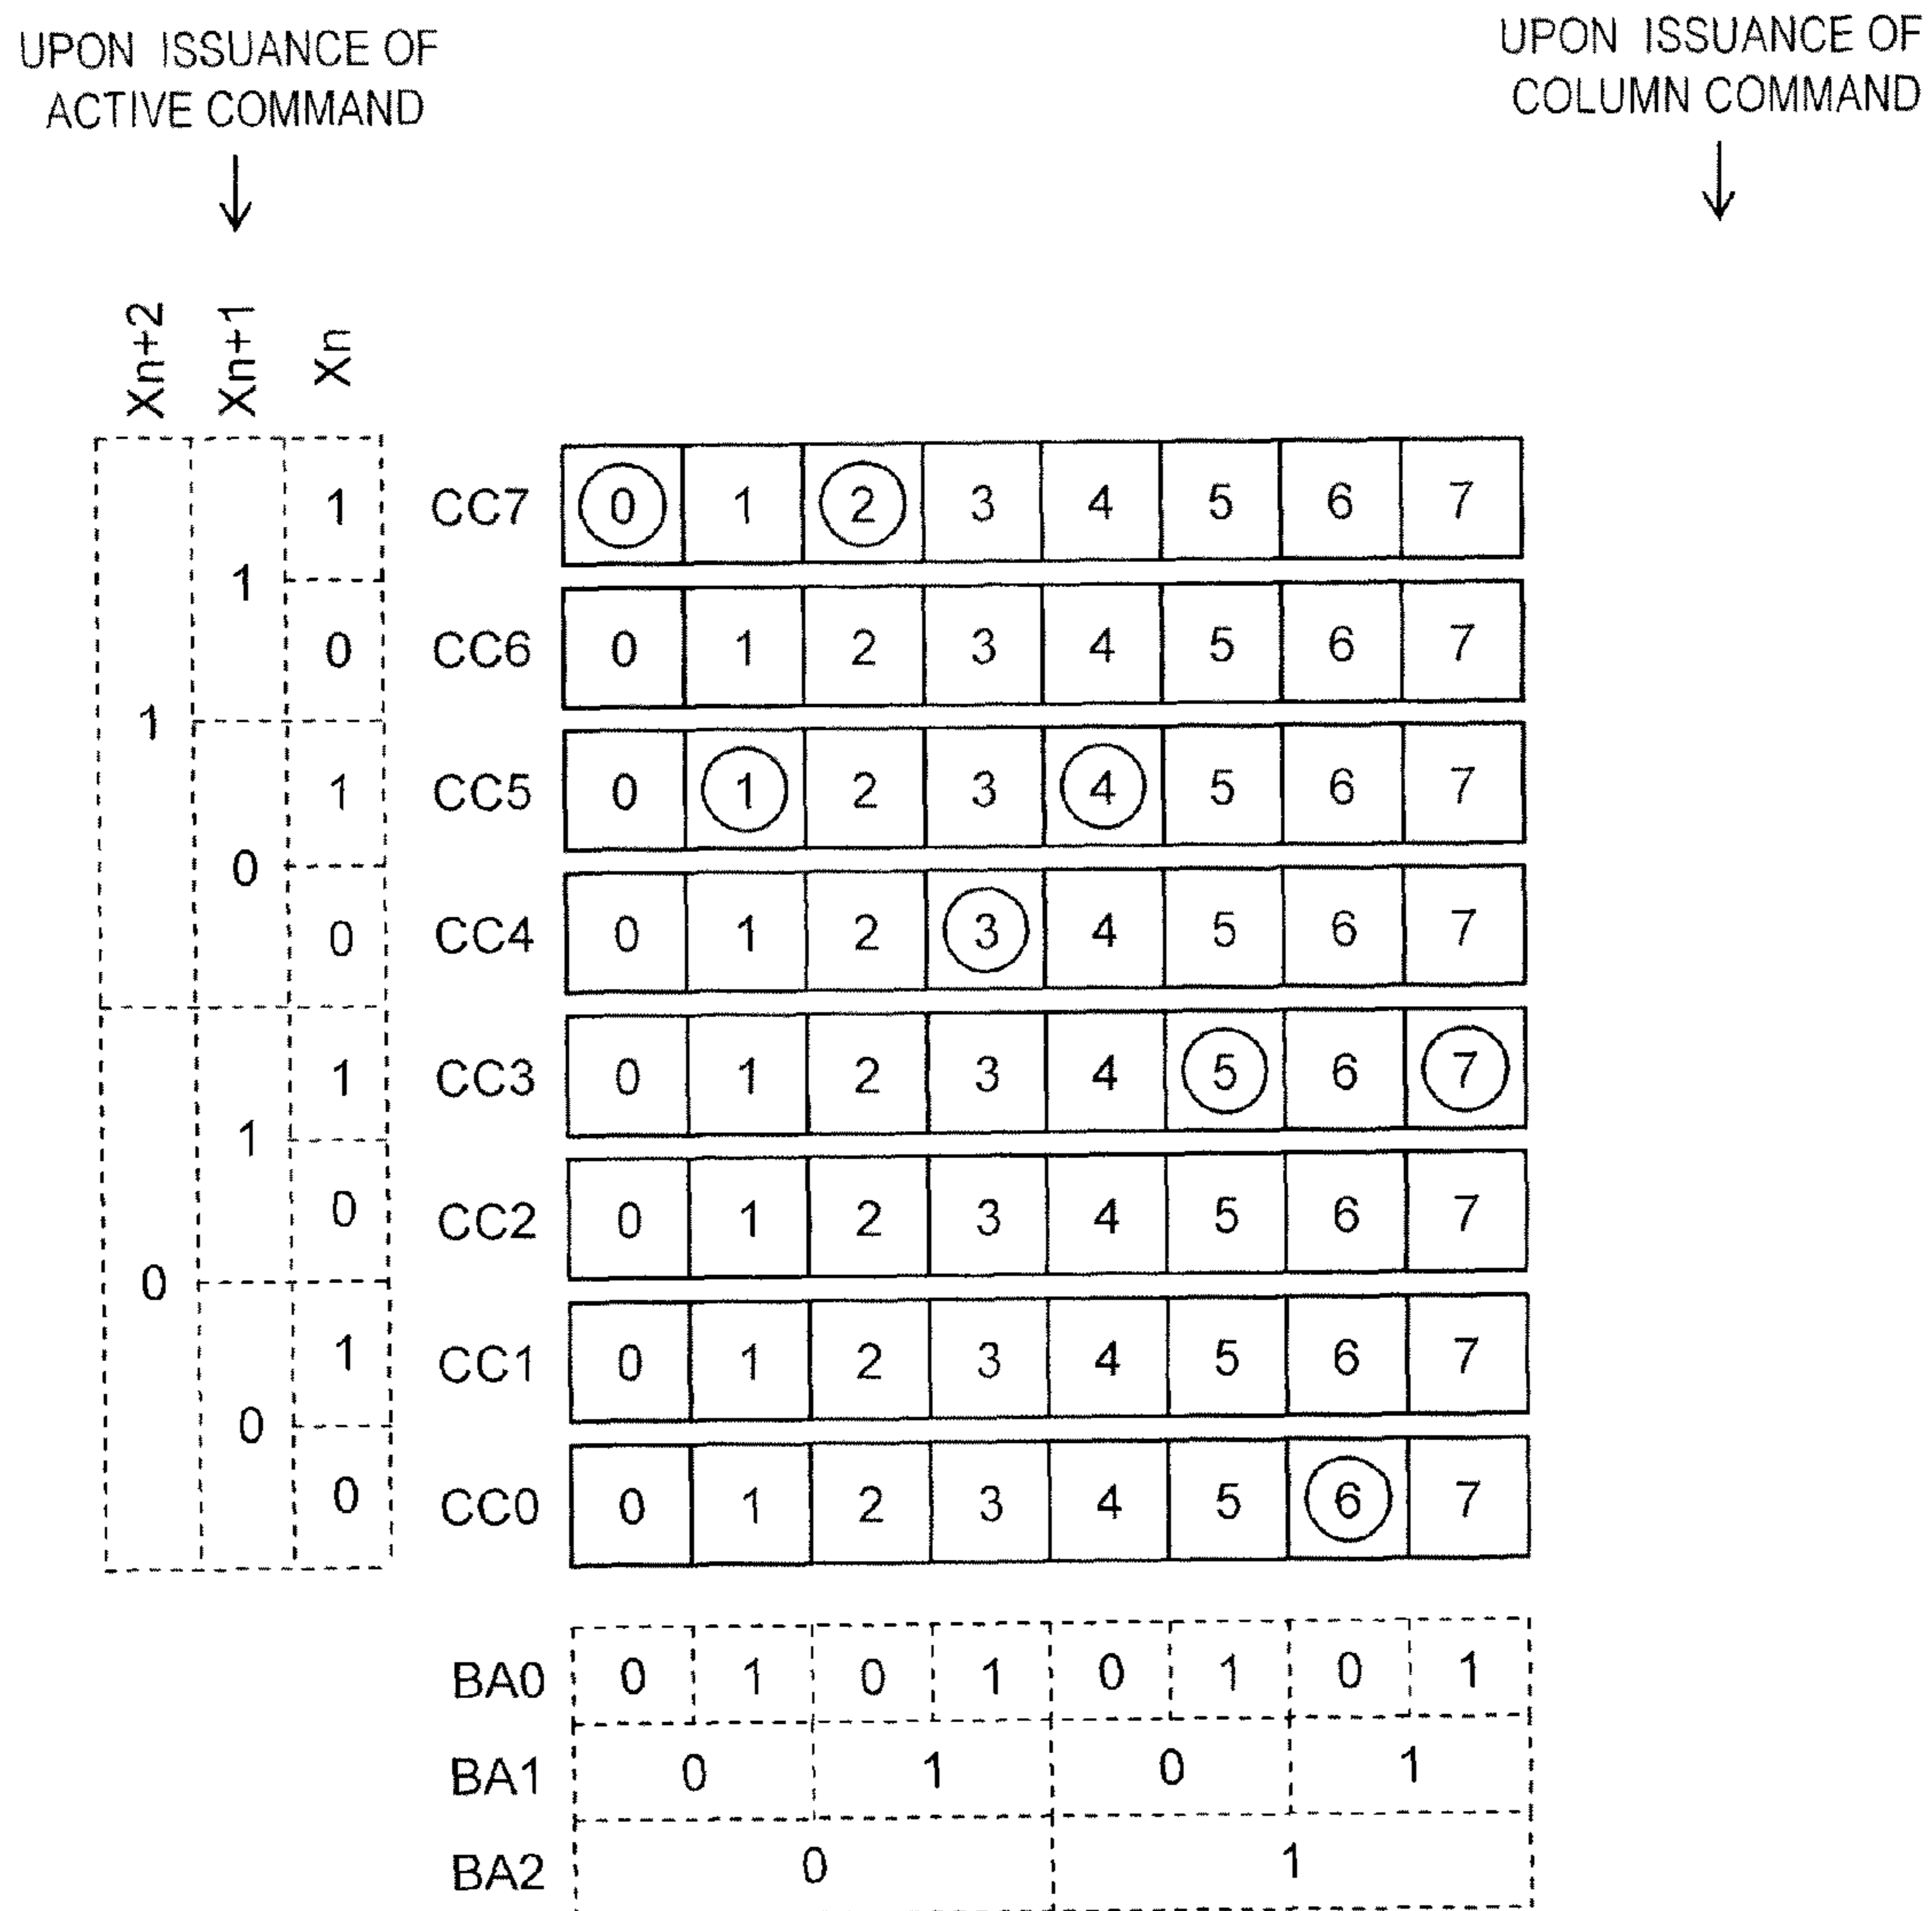 UPON ISSUANCE OF
ACTIVE COMMAND
UPON ISSUANCE OF
COLUMN COMMAND
Xn+2 Xn+1 Xn
1 CC7 0 1 2 3 4 5 6 7
1
0 CC6 0 1 2 3 4 5 6 7
1
1 CC5 0 1 2 3 4 5 6 7
0
0 CC4 0 1 2 3 4 5 6 7
1 CC3 0 1 2 3 4 5 6 7
1
0 CC2 0 1 2 3 4 5 6 7
0
1 CC1 0 1 2 3 4 5 6 7
0
0 CC0 0 1 2 3 4 5 6 7
BA0 0 1 0 1 0 1 0 1
BA1 0 1 0 1
BA2 0 1